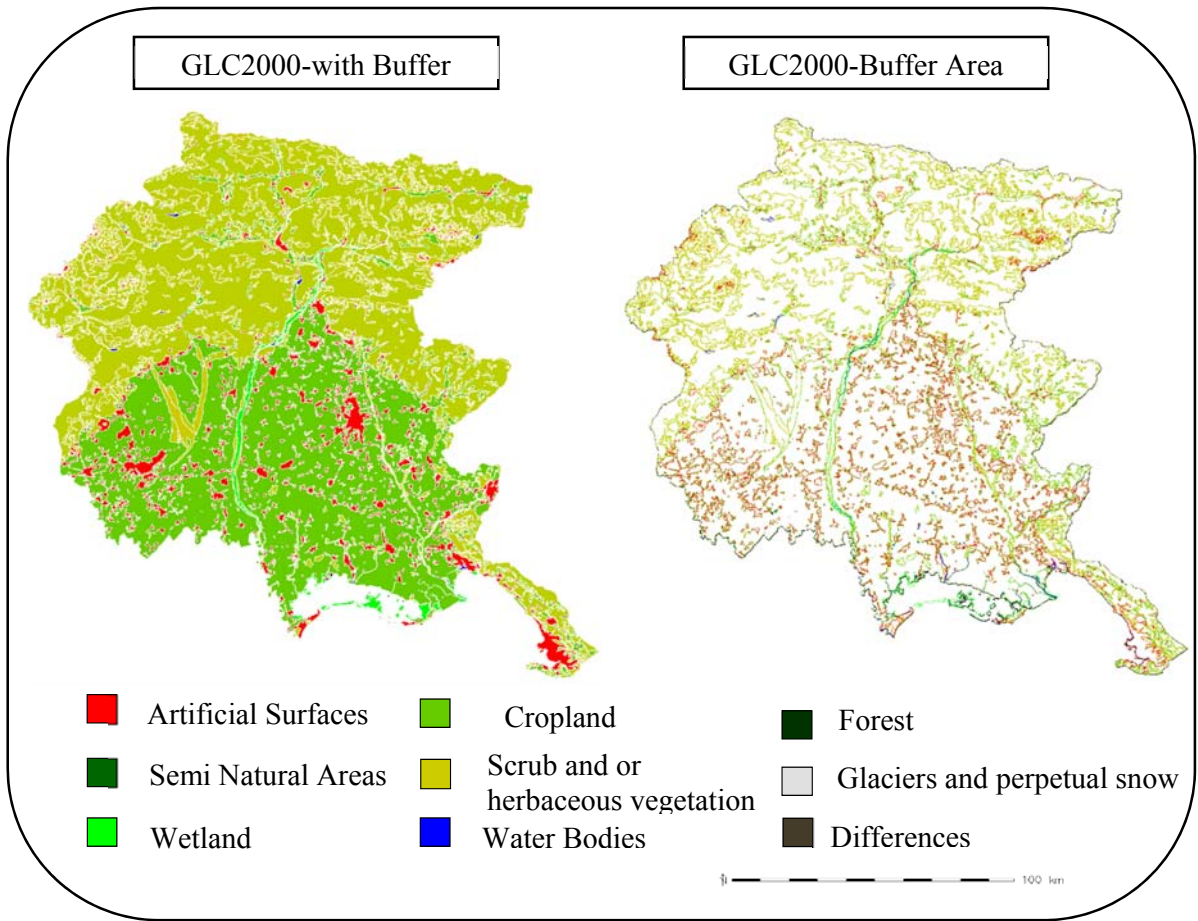 GLC2000-with Buffer
GLC2000-Buffer Area
Artificial Surfaces
Cropland
Forest
Semi Natural Areas
Scrub and or
herbaceous vegetation
Glaciers and perpetual snow
Wetland
Water Bodies
Differences
100 km